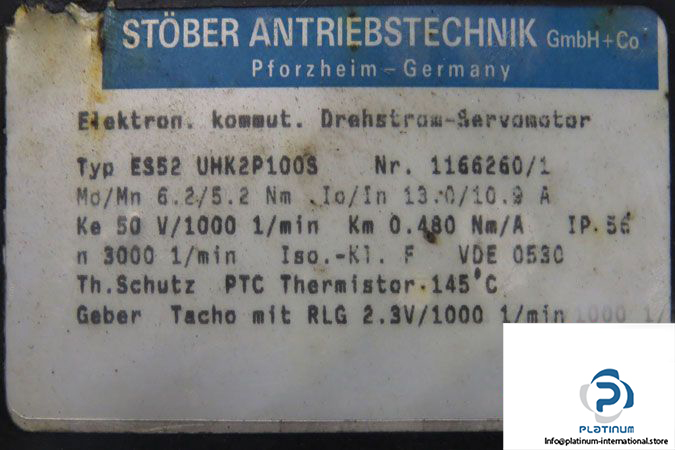 STÖBER ANTRIEBSTECHNIK GmbH+Co
Pforzheim-Germany
Elektron. kommut. Drehstrom-Servomotor
Typ ES52 UHK2P100S Nr. 1166260/1
Mo/Mn 6.2/5.2 Nm Io/In 13.0/10.9 A
Ke 50 V/1000 1/min Km 0.480 Nm/A IP 56
n 3000 1/min Iso.-Kl. F VDE 0530
Th.Schutz PTC Thermistor 145°C
Geber Tacho mit RLG 2.3V/1000 1/min 1000 1/
P
PLATINUM
Info@platinum-international.store